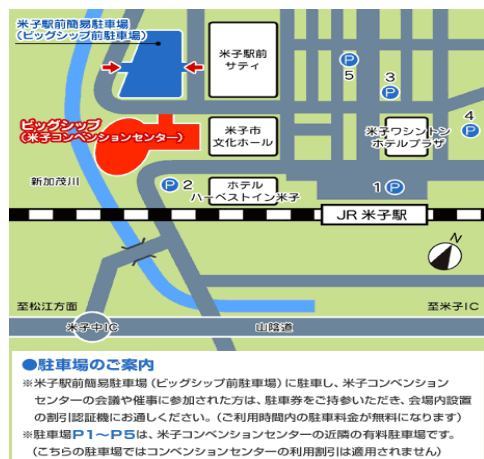 米子駅前簡易駐車場
(ビッグシップ前駐車場)
米子駅前
サティ
P
5
3
P
4
P
ビッグシップ
(米子コンベンションセンター)
米子市
文化ホール
米子ワシントン
ホテルプラザ
新加茂川
P 2
ホテル
ハーベストイン米子
1 P
JR 米子駅
N
至松江方面
至米子IC
米子中IC
山陰道
●駐車場のご案内
※米子駅前簡易駐車場(ビッグシップ前駐車場)に駐車し、米子コンベンション
センターの会議や催事に参加された方は、駐車券をご持参いただき、会場内設置
の割引認証機にお通しください。(ご利用時間内の駐車料金が無料になります)
※駐車場P1〜P5は、米子コンベンションセンターの近隣の有料駐車場です。
(こちらの駐車場ではコンベンションセンターの利用割引は適用されません)